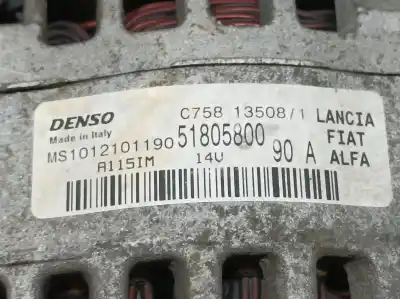 DENSO C758 13508/1 LANCIA
Made in Italy FIAT
MS1012101190 51805800 ALFA
A115IM 14V 90 A